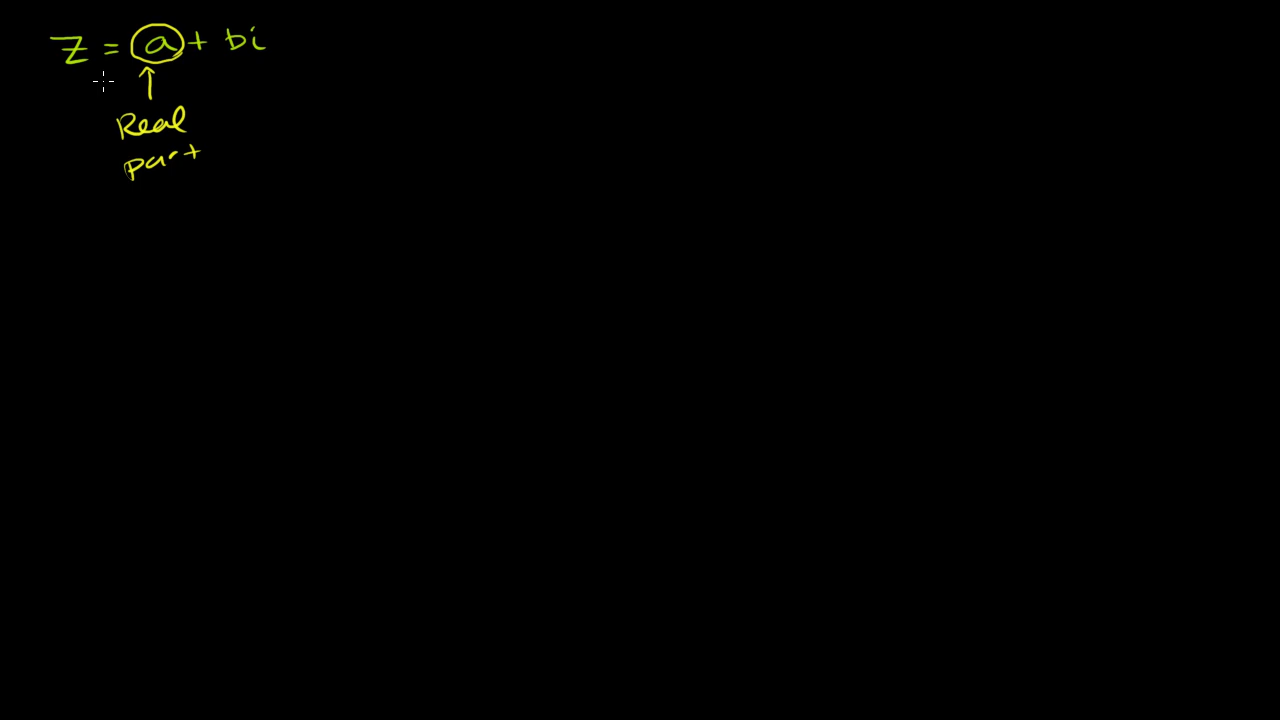 z = a + bi
Real
part